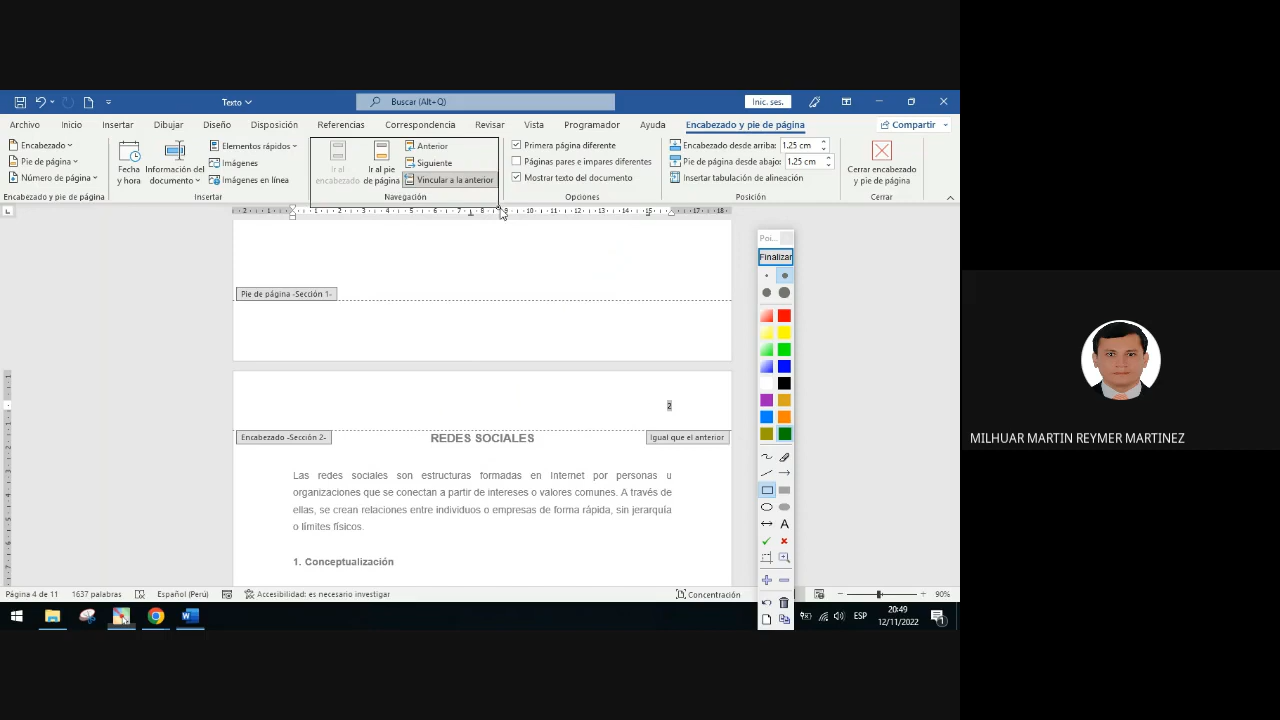 Texto
Buscar (Alt+Q)
Inic. ses.
Archivo Inicio Insertar Dibujar Diseño Disposición Referencias Correspondencia Revisar Vista Programador Ayuda Encabezado y pie de página Compartir
Encabezado
Pie de página
Número de página
Encabezado y pie de página
Fecha y hora
Información del documento
Elementos rápidos
Imágenes
Imágenes en línea
Insertar
Ir al encabezado
Ir al pie de página
Anterior
Siguiente
Vincular a la anterior
Navegación
Primera página diferente
Páginas pares e impares diferentes
Mostrar texto del documento
Opciones
Encabezado desde arriba: 1.25 cm
Pie de página desde abajo: 1.25 cm
Insertar tabulación de alineación
Posición
Cerrar encabezado y pie de página
Cerrar
Poi...
Finalizar
Pie de página -Sección 1-
2
Encabezado -Sección 2-
REDES SOCIALES
Igual que el anterior
Las redes sociales son estructuras formadas en Internet por personas u
organizaciones que se conectan a partir de intereses o valores comunes. A través de
ellas, se crean relaciones entre individuos o empresas de forma rápida, sin jerarquía
o límites físicos.
1. Conceptualización
A
MILHUAR MARTIN REYMER MARTINEZ
Página 4 de 11 1637 palabras Español (Perú) Accesibilidad: es necesario investigar Concentración 90%
ESP
20:49
12/11/2022